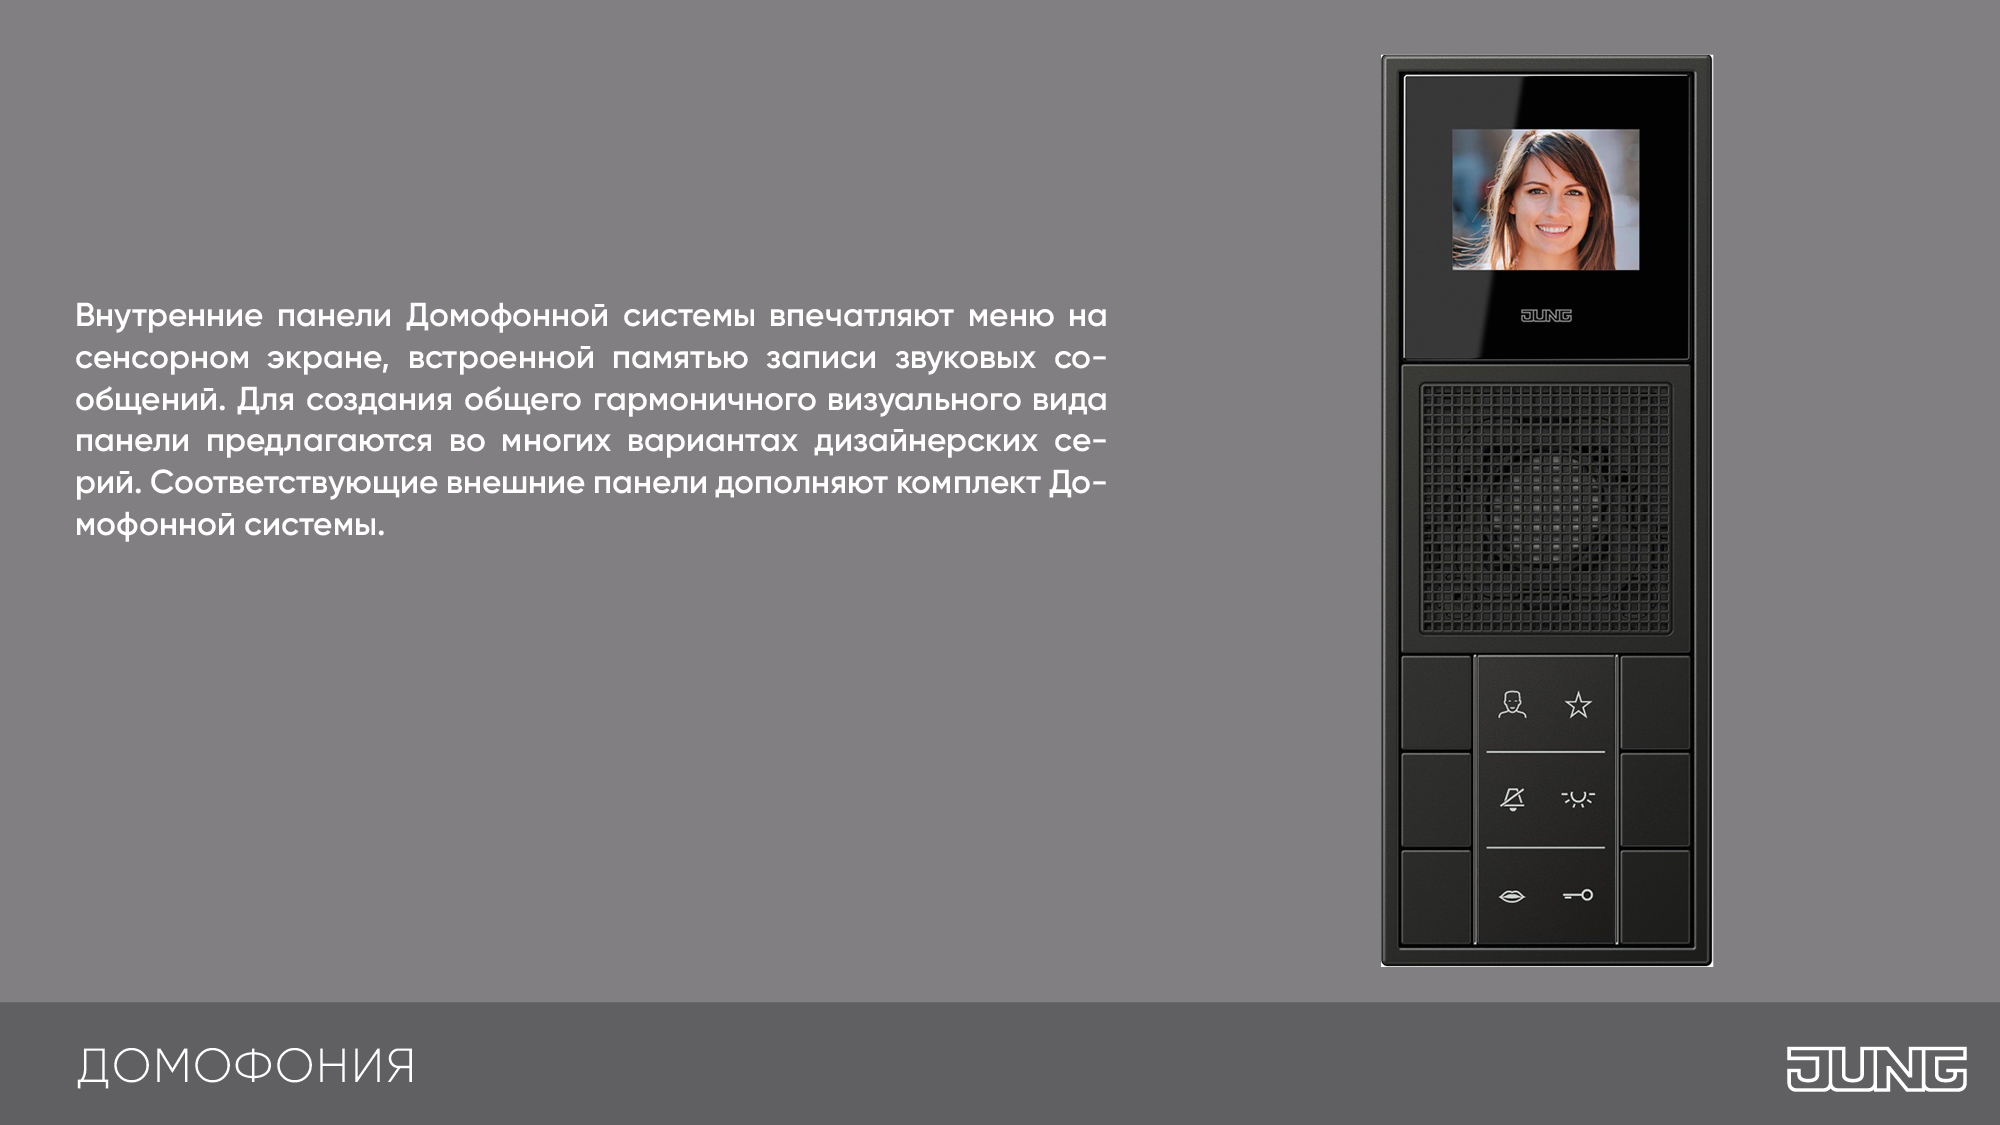 Внутренние панели Домофонной системы впечатляют меню на
сенсорном экране, встроенной памятью записи звуковых со-
общений. Для создания общего гармоничного визуального вида
панели предлагаются во многих вариантах дизайнерских се-
рий. Соответствующие внешние панели дополняют комплект До-
мофонной системы.
JUNG
ДОМОФОНИЯ
JUNG